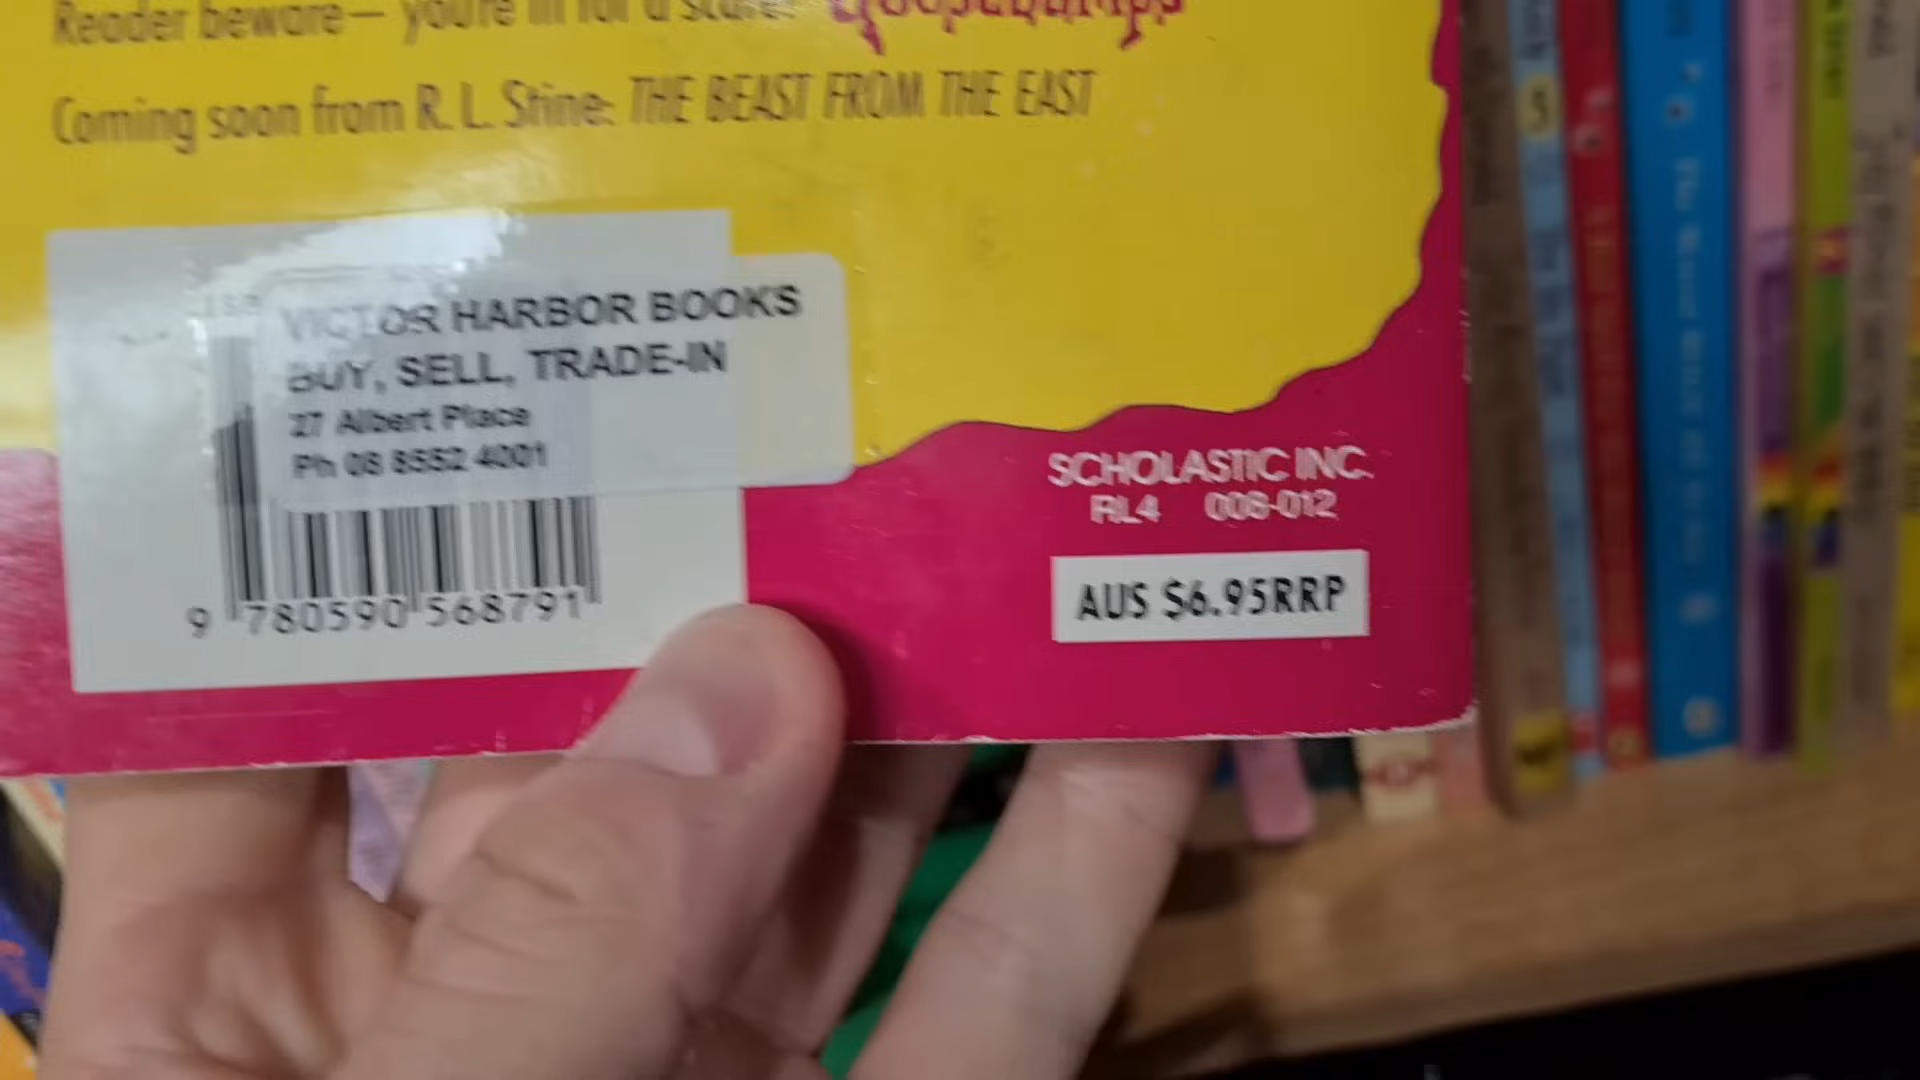 Reader beware— you're in for a scare!
Goosebumps
Coming soon from R. L. Stine: THE BEAST FROM THE EAST
VICTOR HARBOR BOOKS
BUY, SELL, TRADE-IN
27 Albert Place
Ph 08 8552 4001
9 780590 568791
SCHOLASTIC INC.
RL4 008-012
AUS $6.95RRP